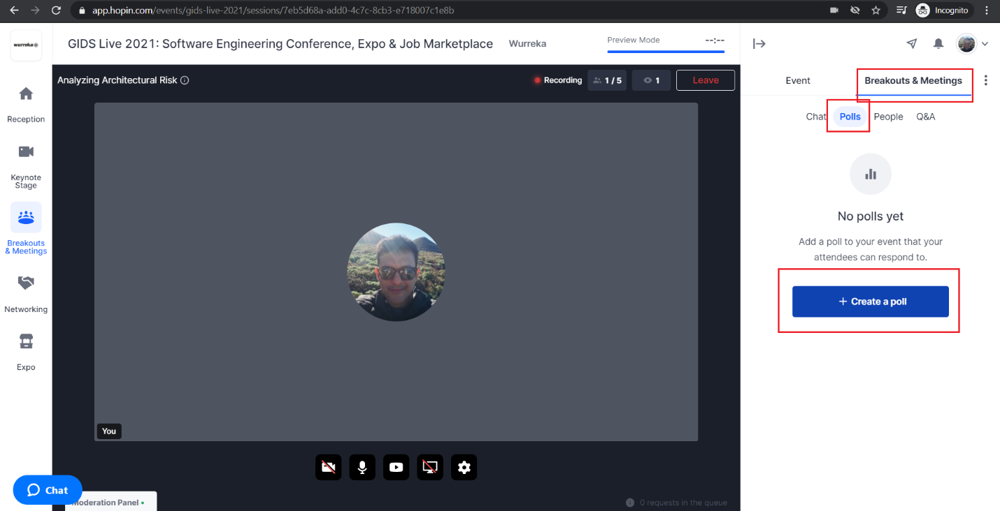 app.hopin.com/events/gids-live-2021/sessions/7eb5d68a-add0-4c7c-8cb3-e718007c1e8b
Incognito
wurreka
GIDS Live 2021: Software Engineering Conference, Expo & Job Marketplace
Wurreka
Preview Mode
--:--
Analyzing Architectural Risk
Recording
1 / 5
1
Leave
Event
Breakouts & Meetings
Chat
Polls
People
Q&A
Reception
Keynote
Stage
Breakouts
& Meetings
Networking
Expo
No polls yet
Add a poll to your event that your
attendees can respond to.
+ Create a poll
You
Chat
Moderation Panel
0 requests in the queue